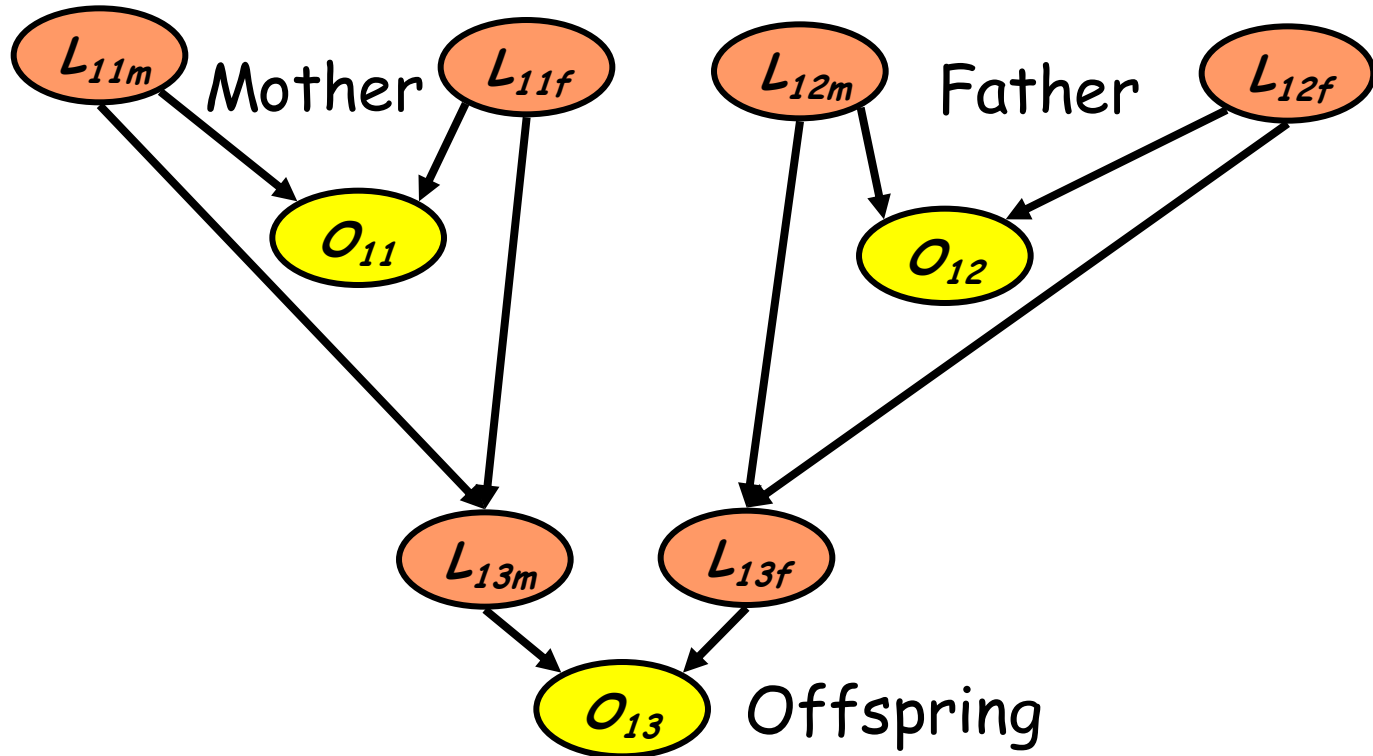 L11m
Mother
L11f
L12m
Father
L12f
O11
O12
L13m
L13f
O13
Offspring